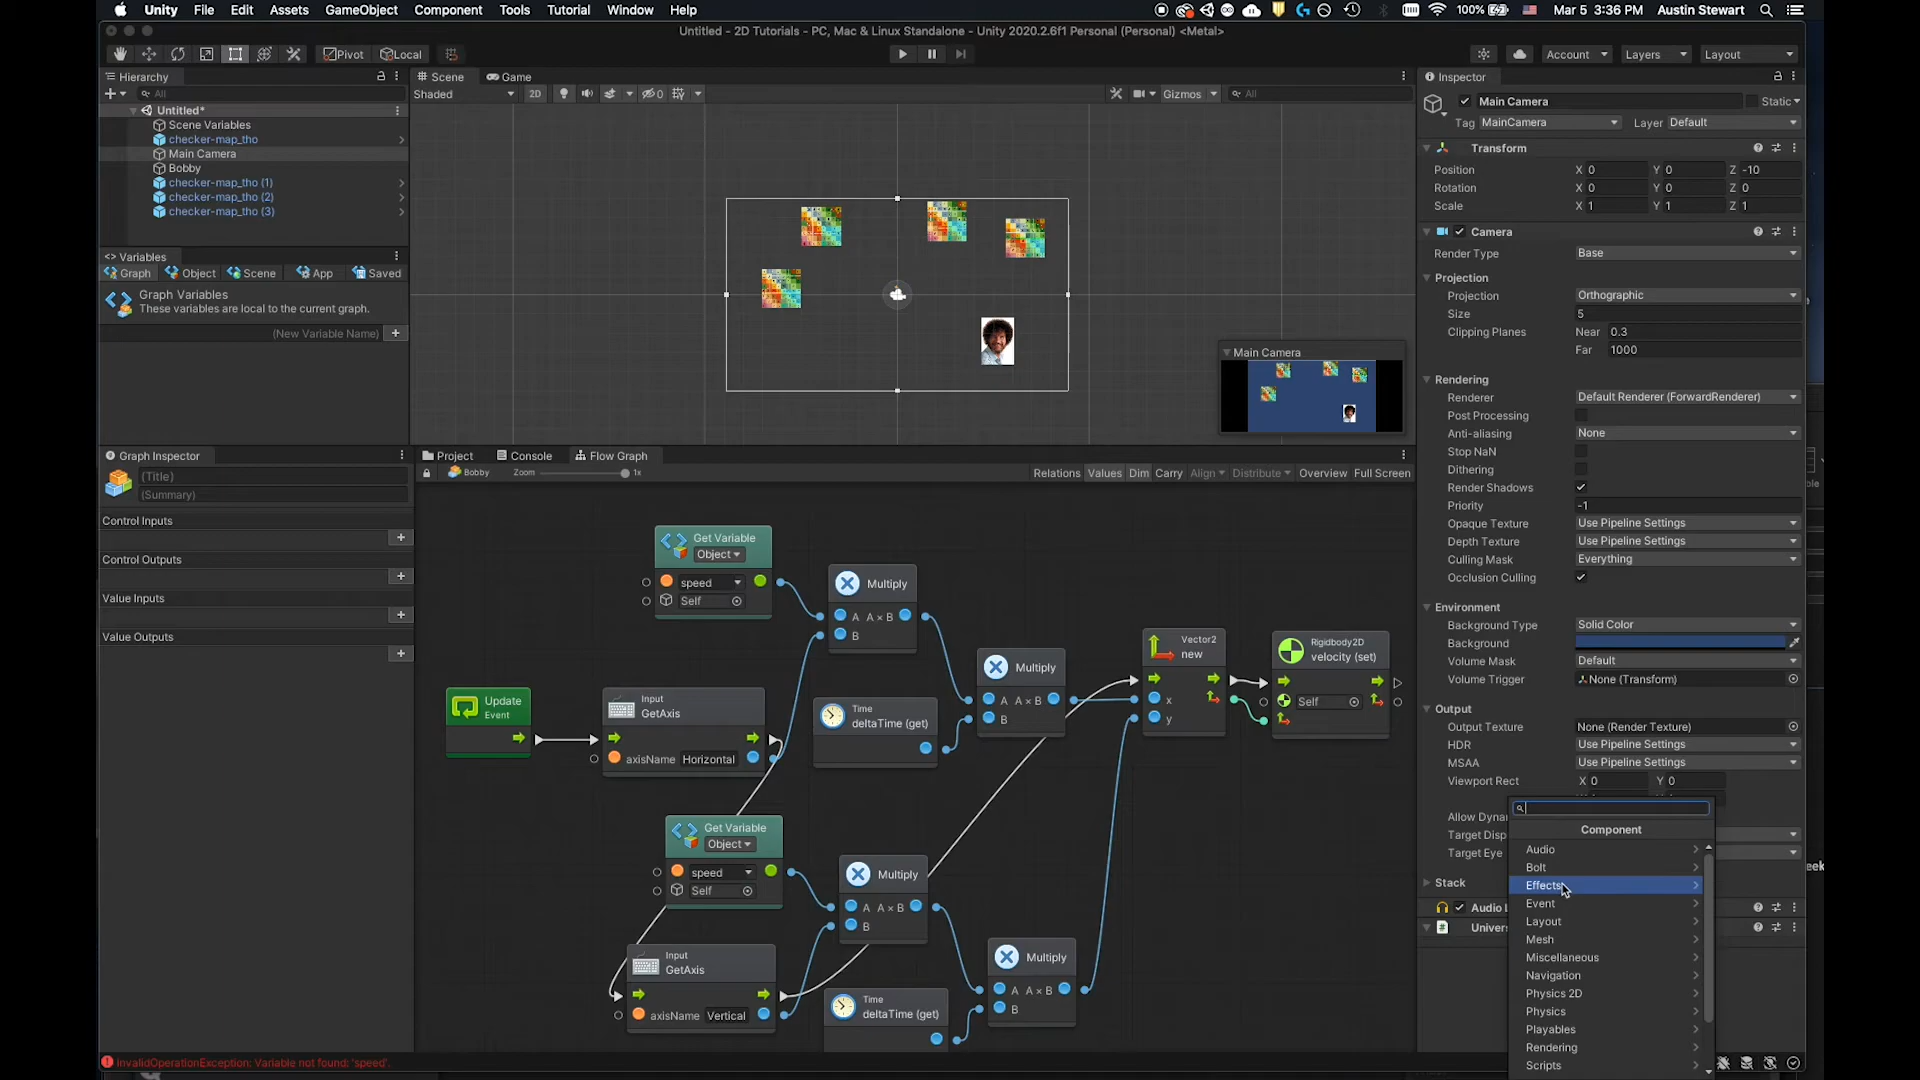 Unity File Edit Assets GameObject Component Tools Tutorial Window Help 100% Mar 5 3:36 PM Austin Stewart
Untitled - 2D Tutorials - PC, Mac & Linux Standalone - Unity 2020.2.6f1 Personal (Personal) <Metal>
Pivot Local Account Layers Layout
Hierarchy
All
Untitled*
Scene Variables
checker-map_tho
Main Camera
Bobby
checker-map_tho (1)
checker-map_tho (2)
checker-map_tho (3)
Variables
Graph Object Scene App Saved
Graph Variables
These variables are local to the current graph.
(New Variable Name)
Graph Inspector
(Title)
(Summary)
Control Inputs
Control Outputs
Value Inputs
Value Outputs
Scene Game
Shaded 2D 0 Gizmos All
Main Camera
Project Console Flow Graph
Bobby Zoom 1x Relations Values Dim Carry Align Distribute Overview Full Screen
Get Variable
Object
speed
Self
Multiply
A A × B
B
Multiply
A A × B
B
Vector2
new
x
y
Rigidbody2D
velocity (set)
Self
Update
Event
Input
GetAxis
axisName Horizontal
Time
deltaTime (get)
Get Variable
Object
speed
Self
Multiply
A A × B
B
Input
GetAxis
axisName Vertical
Time
deltaTime (get)
Multiply
A A × B
B
InvalidOperationException: Variable not found: 'speed'.
Inspector
Main Camera Static
Tag MainCamera Layer Default
Transform
Position X 0 Y 0 Z -10
Rotation X 0 Y 0 Z 0
Scale X 1 Y 1 Z 1
Camera
Render Type Base
Projection
Projection Orthographic
Size 5
Clipping Planes Near 0.3
Far 1000
Rendering
Renderer Default Renderer (ForwardRenderer)
Post Processing
Anti-aliasing None
Stop NaN
Dithering
Render Shadows
Priority -1
Opaque Texture Use Pipeline Settings
Depth Texture Use Pipeline Settings
Culling Mask Everything
Occlusion Culling
Environment
Background Type Solid Color
Background
Volume Mask Default
Volume Trigger None (Transform)
Output
Output Texture None (Render Texture)
HDR Use Pipeline Settings
MSAA Use Pipeline Settings
Viewport Rect X 0 Y 0
Allow Dyna
Target Disp
Target Eye
Stack
Audio L
Univers
Component
Audio
Bolt
Effects
Event
Layout
Mesh
Miscellaneous
Navigation
Physics 2D
Physics
Playables
Rendering
Scripts